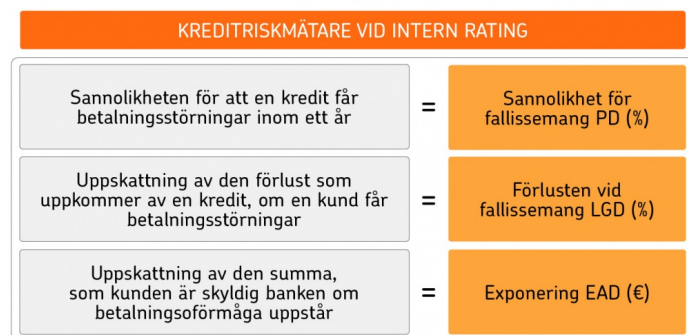 KREDITRISKMÄTARE VID INTERN RATING
Sannolikheten för att en kredit får
betalningsstörningar inom ett år
=
Sannolikhet för
fallissemang PD (%)
Uppskattning av den förlust som
uppkommer av en kredit, om en kund får
betalningsstörningar
=
Förlusten vid
fallissemang LGD (%)
Uppskattning av den summa,
som kunden är skyldig banken om
betalningsoförmåga uppstår
=
Exponering EAD (€)